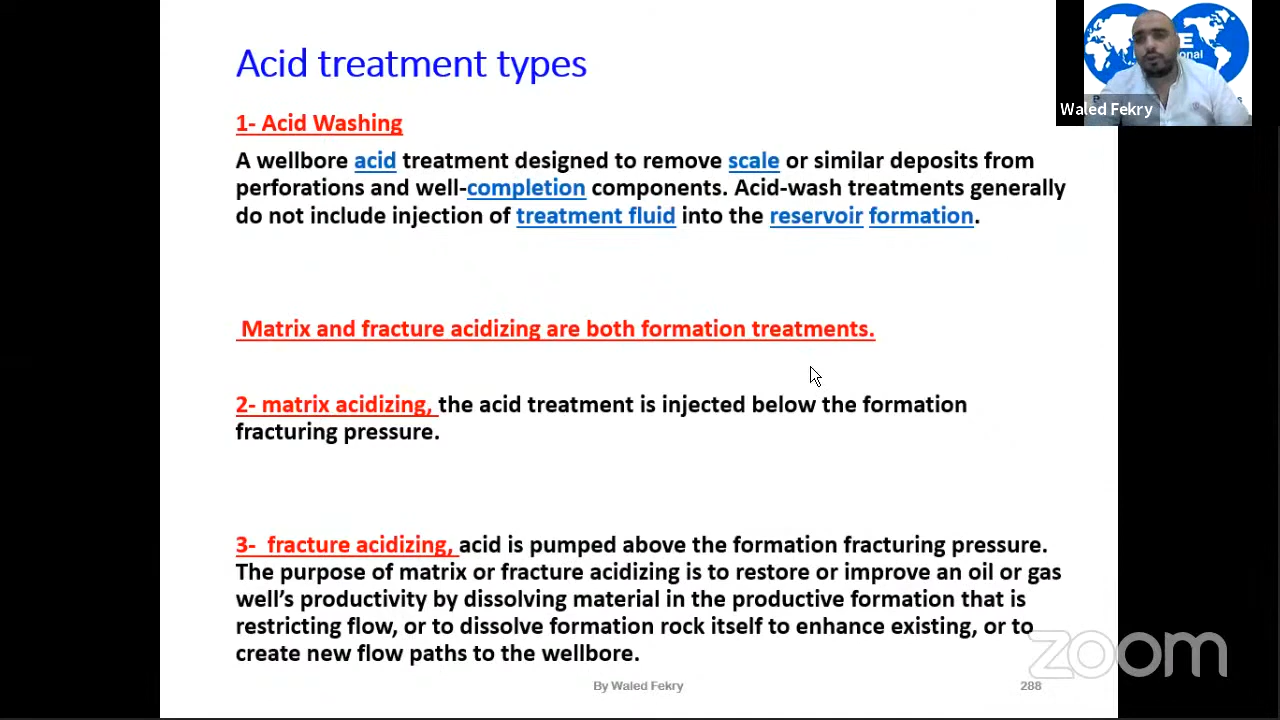 Acid treatment types
1- Acid Washing
A wellbore acid treatment designed to remove scale or similar deposits from
perforations and well-completion components. Acid-wash treatments generally
do not include injection of treatment fluid into the reservoir formation.
Matrix and fracture acidizing are both formation treatments.
2- matrix acidizing, the acid treatment is injected below the formation
fracturing pressure.
3- fracture acidizing, acid is pumped above the formation fracturing pressure.
The purpose of matrix or fracture acidizing is to restore or improve an oil or gas
well's productivity by dissolving material in the productive formation that is
restricting flow, or to dissolve formation rock itself to enhance existing, or to
create new flow paths to the wellbore.
By Waled Fekry
288
Waled Fekry
zoom